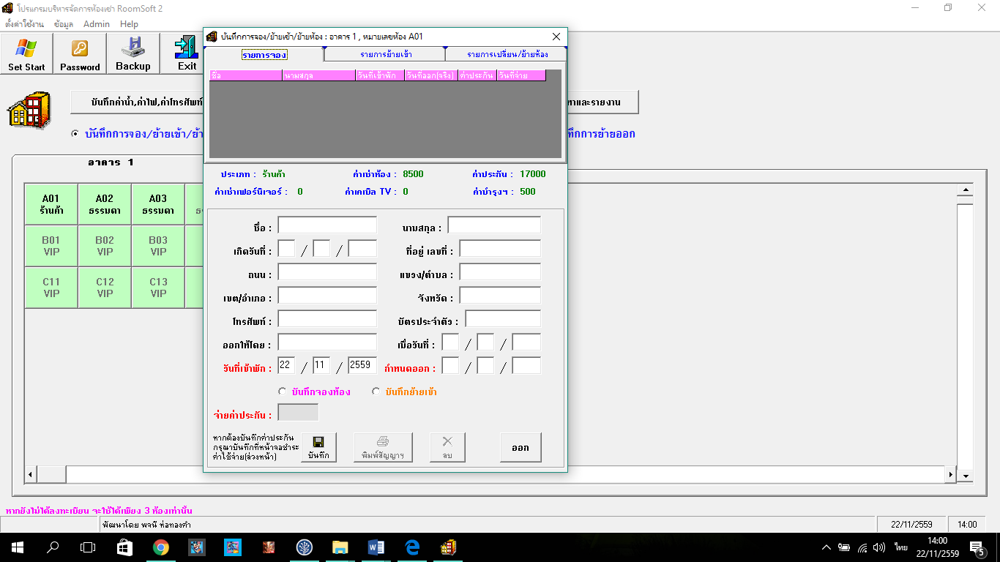 โปรแกรมบริหารจัดการห้องเช่า RoomSoft 2
ตั้งค่าใช้งาน ข้อมูล Admin Help
Set Start Password Backup Exit
บันทึกค่าน้ำ,ค่าไฟ,ค่าโทรศัพท์
หาและรายงาน
บันทึกการจอง/ย้ายเข้า/ย้า
ทึกการย้ายออก
อาคาร 1
A01 A02 A03
ร้านค้า ธรรมดา ธรรมดา ธ
B01 B02 B03
VIP VIP VIP
C11 C12 C13
VIP VIP VIP
บันทึกการจอง/ย้ายเข้า/ย้ายห้อง : อาคาร 1 , หมายเลขห้อง A01
รายการจอง รายการย้ายเข้า รายการเปลี่ยน/ย้ายห้อง
ชื่อ นามสกุล วันที่เข้าพัก วันที่ออก(จริง) ค่าประกัน วันที่จ่าย
ประเภท : ร้านค้า ค่าเช่าห้อง : 8500 ค่าประกัน : 17000
ค่าเช่าเฟอร์นิเจอร์ : 0 ค่าเคเบิล TV : 0 ค่าบำรุงฯ : 500
ชื่อ : นามสกุล :
เกิดวันที่ : / / ที่อยู่ เลขที่ :
ถนน : แขวง/ตำบล :
เขต/อำเภอ : จังหวัด :
โทรศัพท์ : บัตรประจำตัว :
ออกให้โดย : เมื่อวันที่ : / /
วันที่เข้าพัก : 22 / 11 / 2559 กำหนดออก : / /
บันทึกจองห้อง บันทึกย้ายเข้า
จ่ายค่าประกัน :
หากต้องบันทึกค่าประกัน
กรุณาบันทึกที่หน้าจอชำระ
ค่าใช้จ่าย(ล่วงหน้า)
บันทึก พิมพ์สัญญาฯ ลบ ออก
หากยังไม่ได้ลงทะเบียน จะใช้ได้เพียง 3 ห้องเท่านั้น
พัฒนาโดย พจนี ห่อทองคำ 22/11/2559 14:00
ไทย 14:00
22/11/2559
5